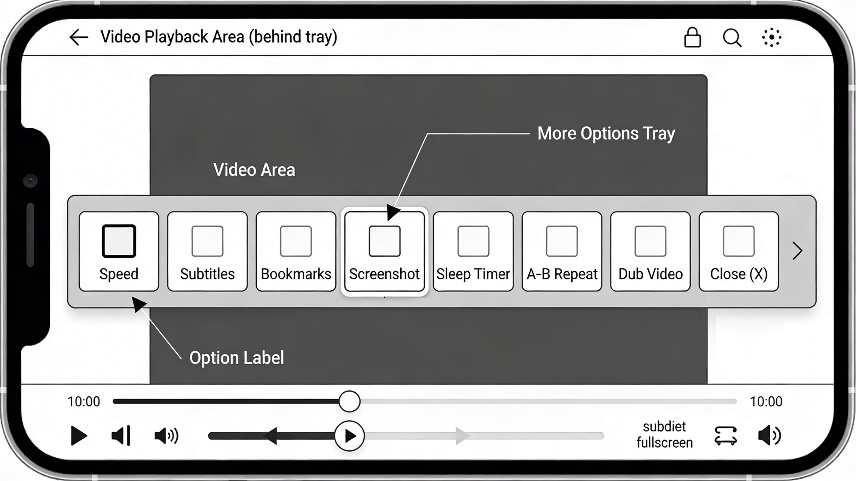 Video Playback Area (behind tray)
More Options Tray
Video Area
Speed
Subtitles
Bookmarks
Screenshot
Sleep Timer
A-B Repeat
Dub Video
Close (X)
Option Label
10:00
10:00
subdiet
fullscreen